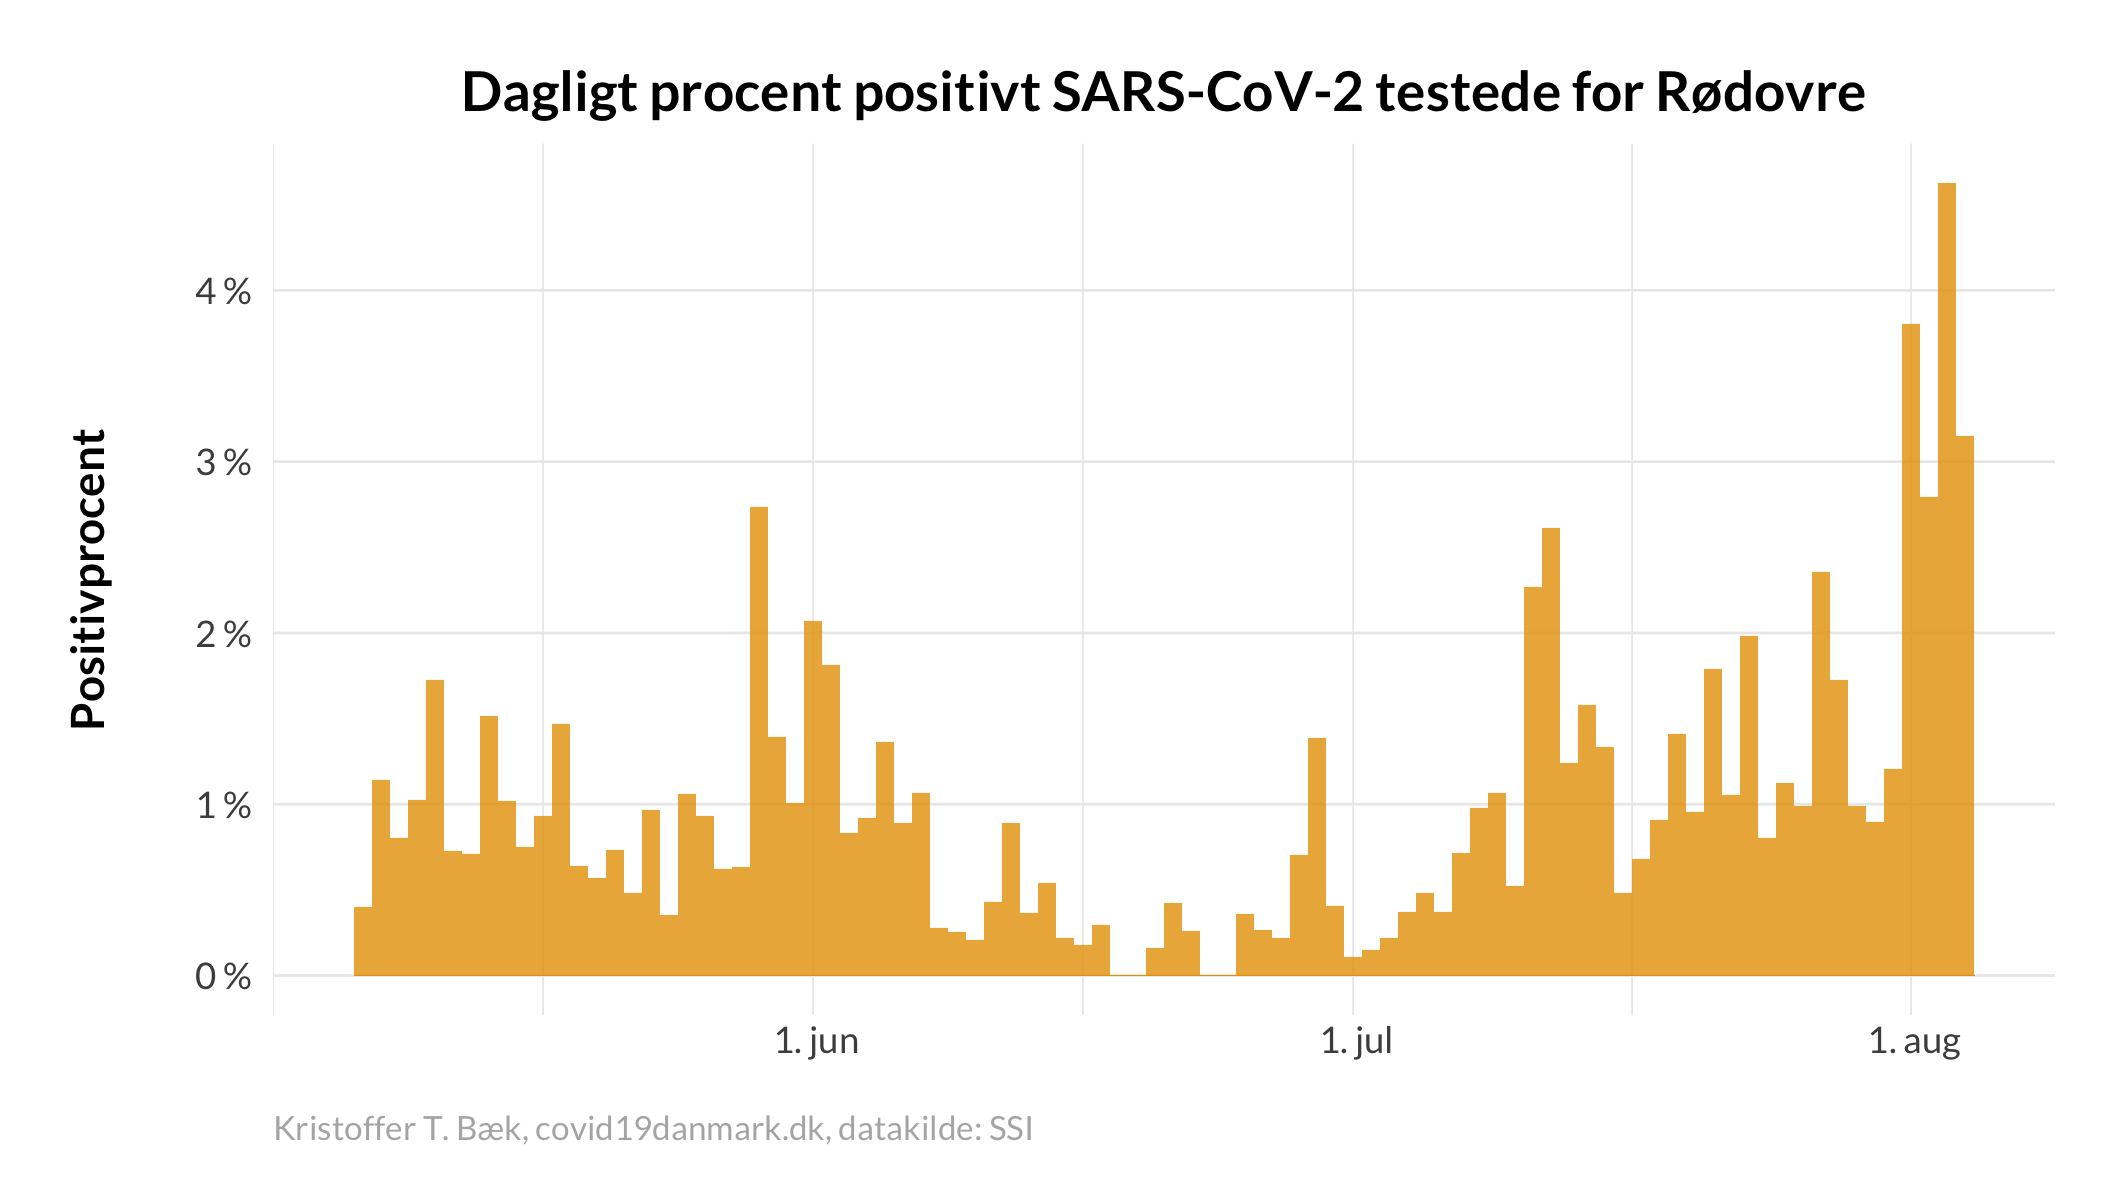 Dagligt procent positivt SARS-CoV-2 testede for Rødovre
Positivprocent
4 %
3 %
2 %
1 %
0 %
1. jun
1. jul
1. aug
Kristoffer T. Bæk, covid19danmark.dk, datakilde: SSI